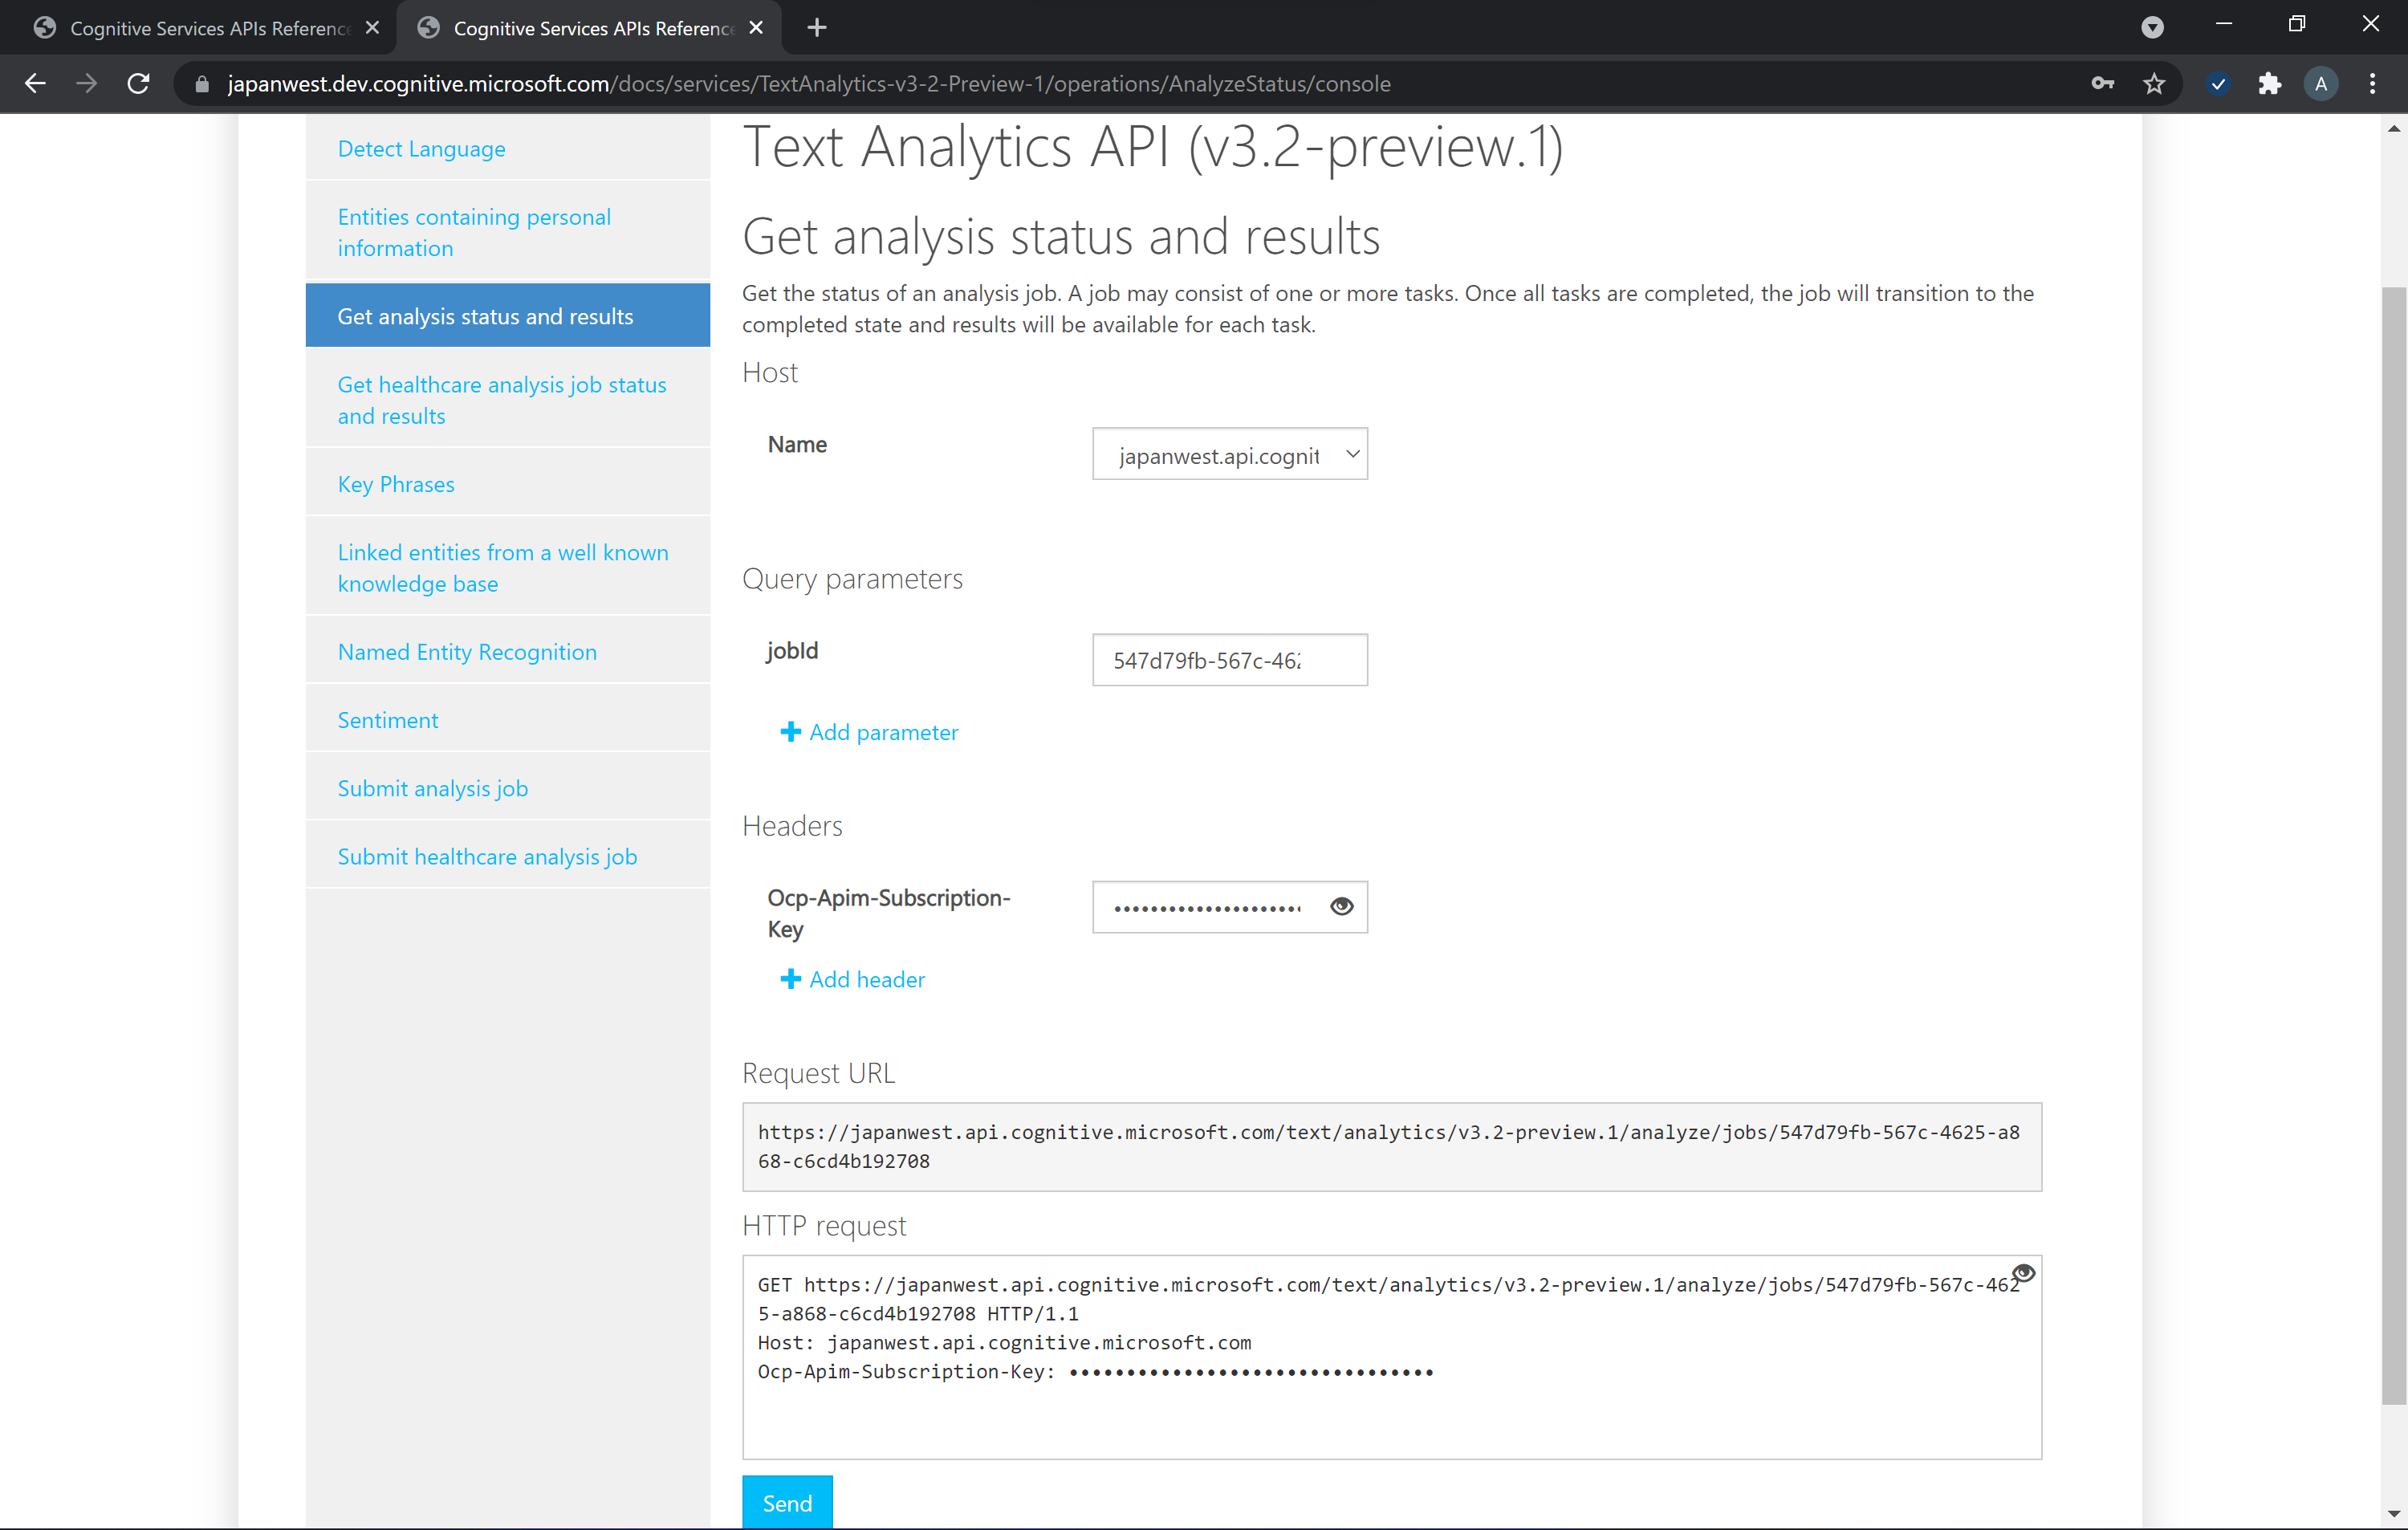 Cognitive Services APIs Reference
Cognitive Services APIs Reference
japanwest.dev.cognitive.microsoft.com/docs/services/TextAnalytics-v3-2-Preview-1/operations/AnalyzeStatus/console
A
Detect Language
Entities containing personal
information
Get analysis status and results
Get healthcare analysis job status
and results
Key Phrases
Linked entities from a well known
knowledge base
Named Entity Recognition
Sentiment
Submit analysis job
Submit healthcare analysis job
Text Analytics API (v3.2-preview.1)
Get analysis status and results
Get the status of an analysis job. A job may consist of one or more tasks. Once all tasks are completed, the job will transition to the
completed state and results will be available for each task.
Host
Name
japanwest.api.cognit
Query parameters
jobId
547d79fb-567c-462
Add parameter
Headers
Ocp-Apim-Subscription-
Key
••••••••••••••••••••
Add header
Request URL
https://japanwest.api.cognitive.microsoft.com/text/analytics/v3.2-preview.1/analyze/jobs/547d79fb-567c-4625-a8
68-c6cd4b192708
HTTP request
GET https://japanwest.api.cognitive.microsoft.com/text/analytics/v3.2-preview.1/analyze/jobs/547d79fb-567c-462
5-a868-c6cd4b192708 HTTP/1.1
Host: japanwest.api.cognitive.microsoft.com
Ocp-Apim-Subscription-Key: ••••••••••••••••••••••••••••••••
Send